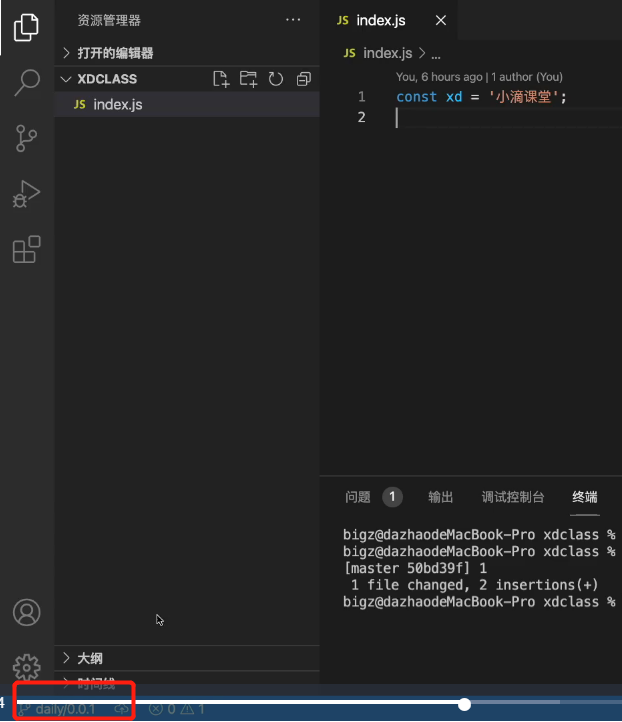 资源管理器
打开的编辑器
XDCLASS
JS index.js
大纲
时间线
daily/0.0.1
0 1
JS index.js
JS index.js > ...
You, 6 hours ago | 1 author (You)
1 const xd = '小滴课堂';
2
问题 1 输出 调试控制台 终端
bigz@dazhaodeMacBook-Pro xdclass %
bigz@dazhaodeMacBook-Pro xdclass %
[master 50bd39f] 1
1 file changed, 2 insertions(+)
bigz@dazhaodeMacBook-Pro xdclass %